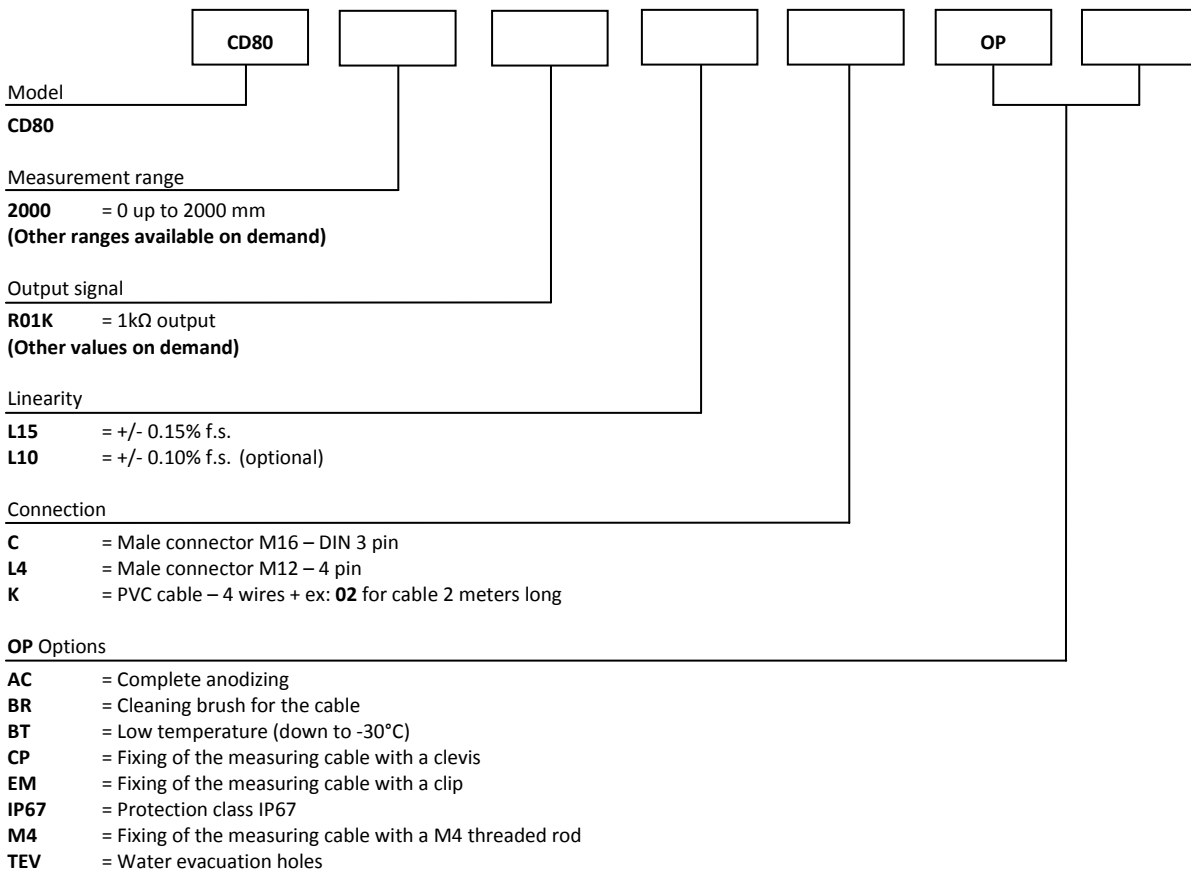 CD80 OP
Model
CD80
Measurement range
2000 = 0 up to 2000 mm
(Other ranges available on demand)
Output signal
R01K = 1kΩ output
(Other values on demand)
Linearity
L15 = +/- 0.15% f.s.
L10 = +/- 0.10% f.s. (optional)
Connection
C = Male connector M16 – DIN 3 pin
L4 = Male connector M12 – 4 pin
K = PVC cable – 4 wires + ex: 02 for cable 2 meters long
OP Options
AC = Complete anodizing
BR = Cleaning brush for the cable
BT = Low temperature (down to -30°C)
CP = Fixing of the measuring cable with a clevis
EM = Fixing of the measuring cable with a clip
IP67 = Protection class IP67
M4 = Fixing of the measuring cable with a M4 threaded rod
TEV = Water evacuation holes